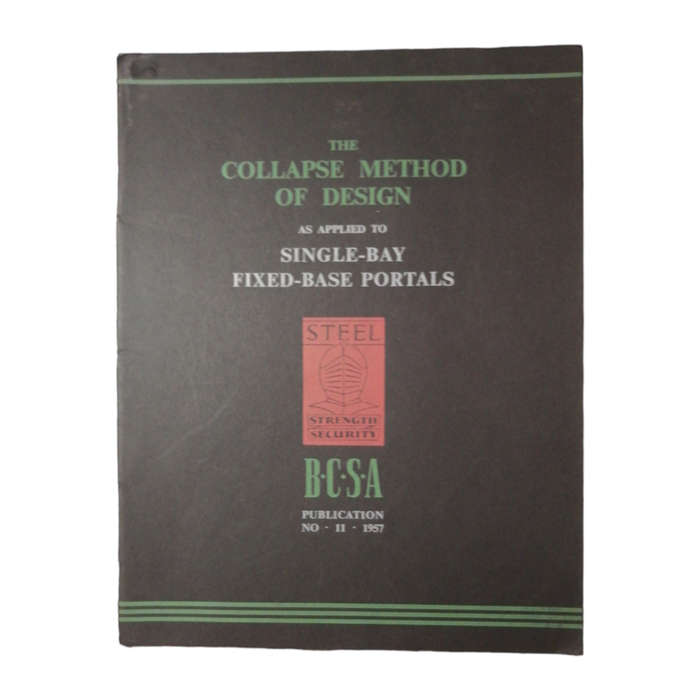 THE
COLLAPSE METHOD
OF DESIGN
AS APPLIED TO
SINGLE-BAY
FIXED-BASE PORTALS
STEEL
STRENGTH
SECURITY
B·C·S·A
PUBLICATION
NO · 11 · 1957